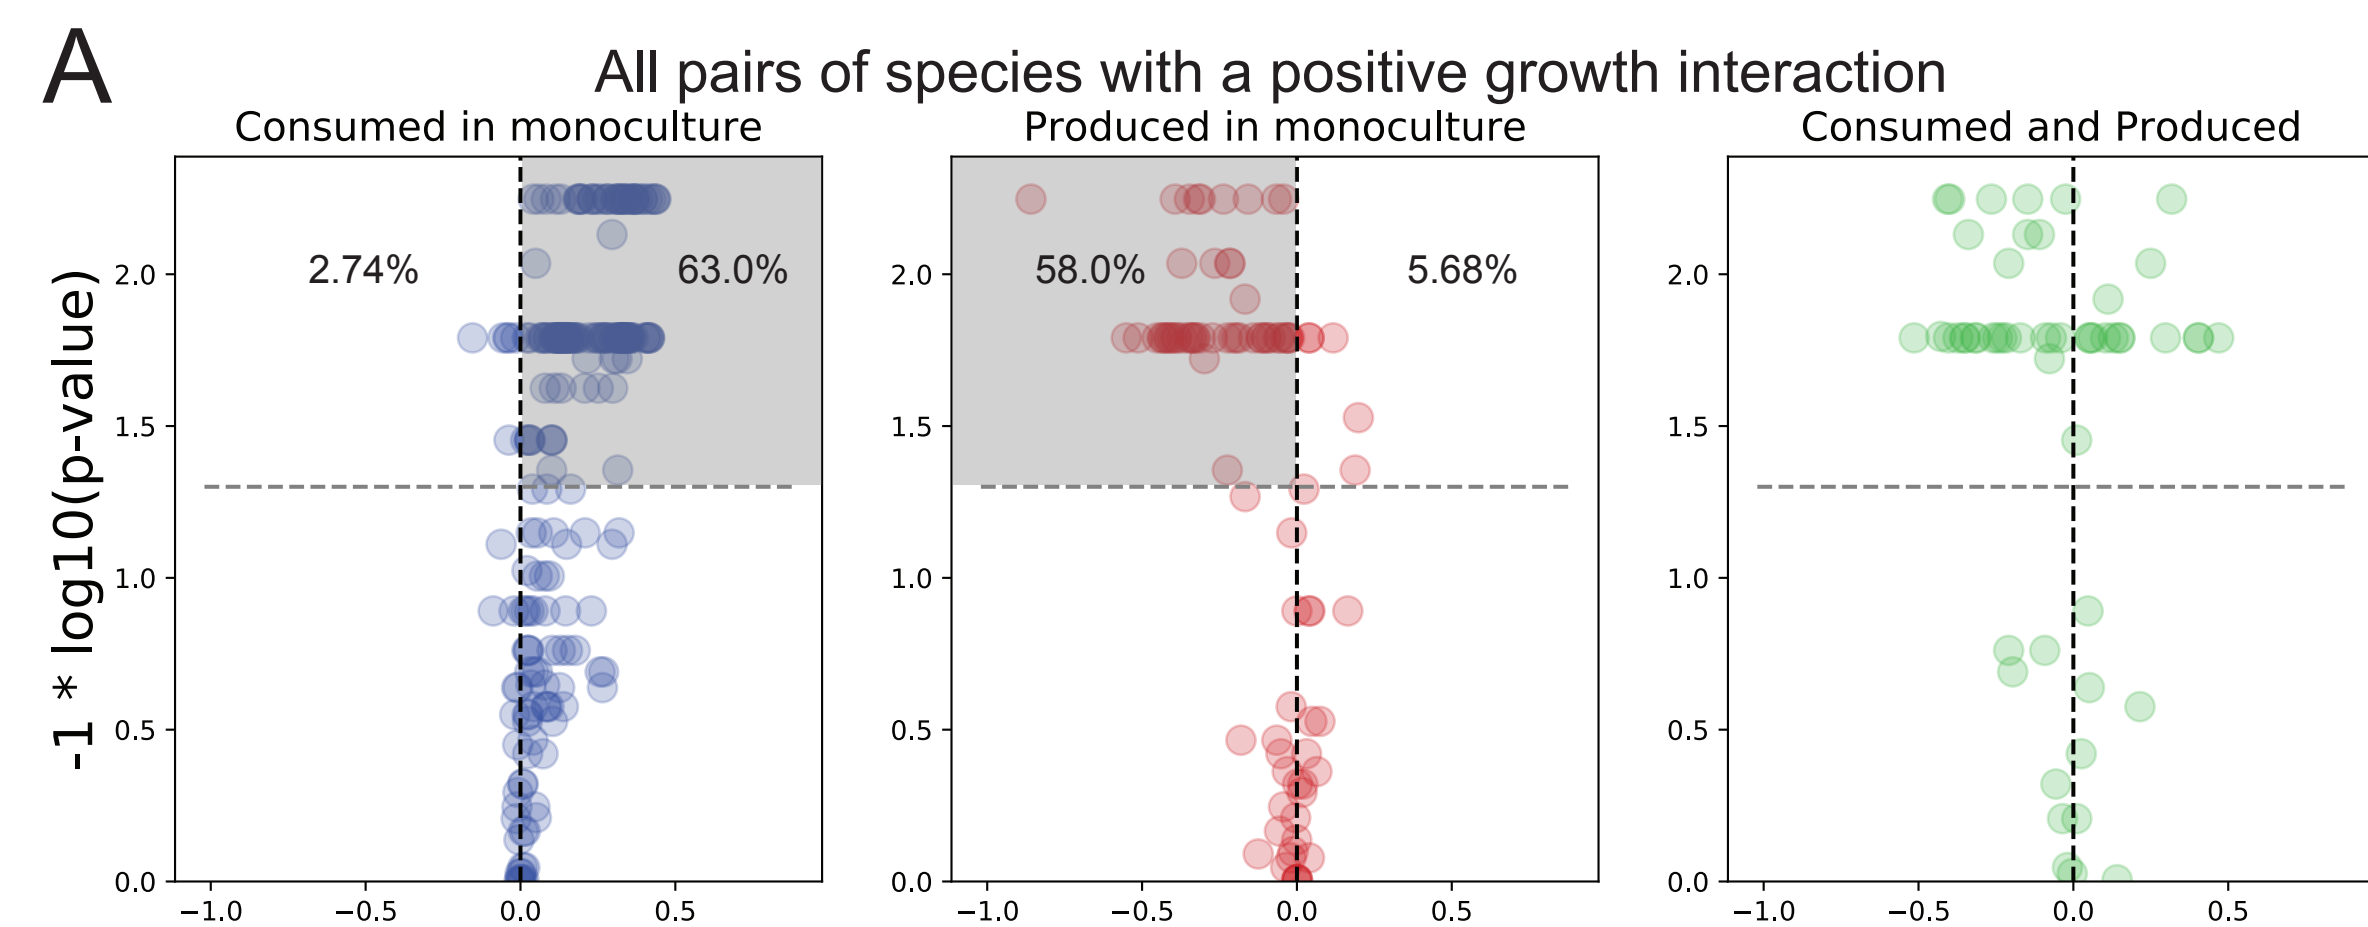 A
All pairs of species with a positive growth interaction
Consumed in monoculture
Produced in monoculture
Consumed and Produced
-1 * log10(p-value)
2.0
1.5
1.0
0.5
0.0
2.74%
63.0%
−1.0 −0.5 0.0 0.5
2.0
1.5
1.0
0.5
0.0
58.0%
5.68%
−1.0 −0.5 0.0 0.5
2.0
1.5
1.0
0.5
0.0
−1.0 −0.5 0.0 0.5